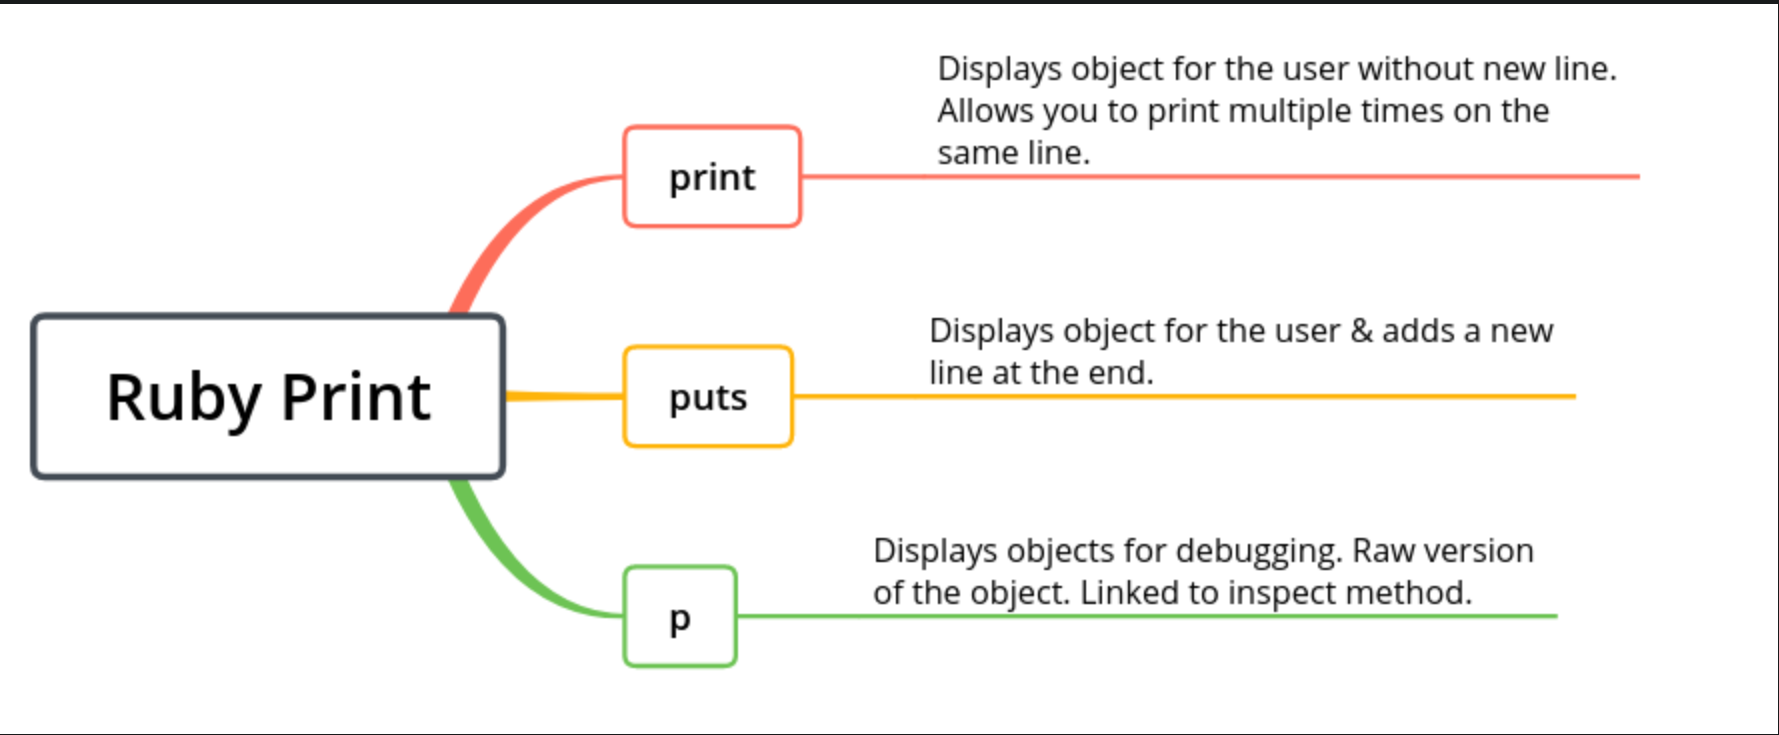 Ruby Print
print
Displays object for the user without new line.
Allows you to print multiple times on the
same line.
puts
Displays object for the user & adds a new
line at the end.
p
Displays objects for debugging. Raw version
of the object. Linked to inspect method.